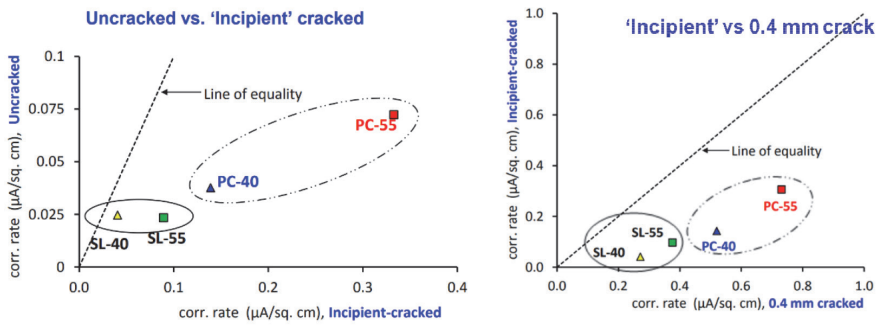 Uncracked vs. ‘Incipient’ cracked
corr. rate (µA/sq. cm), Uncracked
0.1
0.075
0.05
0.025
0
Line of equality
PC-55
PC-40
SL-40
SL-55
0
0.1
0.2
0.3
0.4
corr. rate (µA/sq. cm), Incipient-cracked
‘Incipient’ vs 0.4 mm crack
corr. rate (µA/sq. cm), Incipient-cracked
1.0
0.8
0.6
0.4
0.2
0.0
Line of equality
PC-55
PC-40
SL-55
SL-40
0.0
0.2
0.4
0.6
0.8
1.0
corr. rate (µA/sq. cm), 0.4 mm cracked